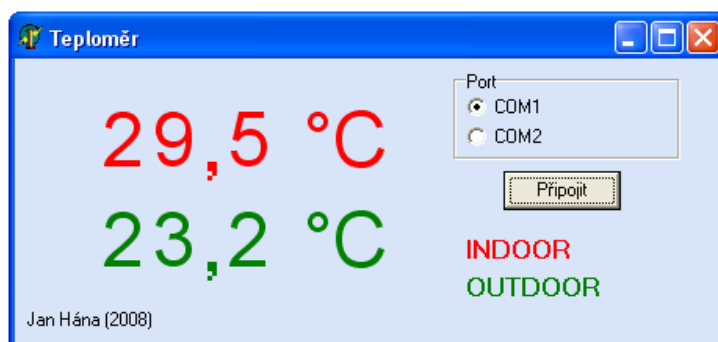 Teploměr
29,5 °C
23,2 °C
Port
COM1
COM2
Připojit
INDOOR
OUTDOOR
Jan Hána (2008)